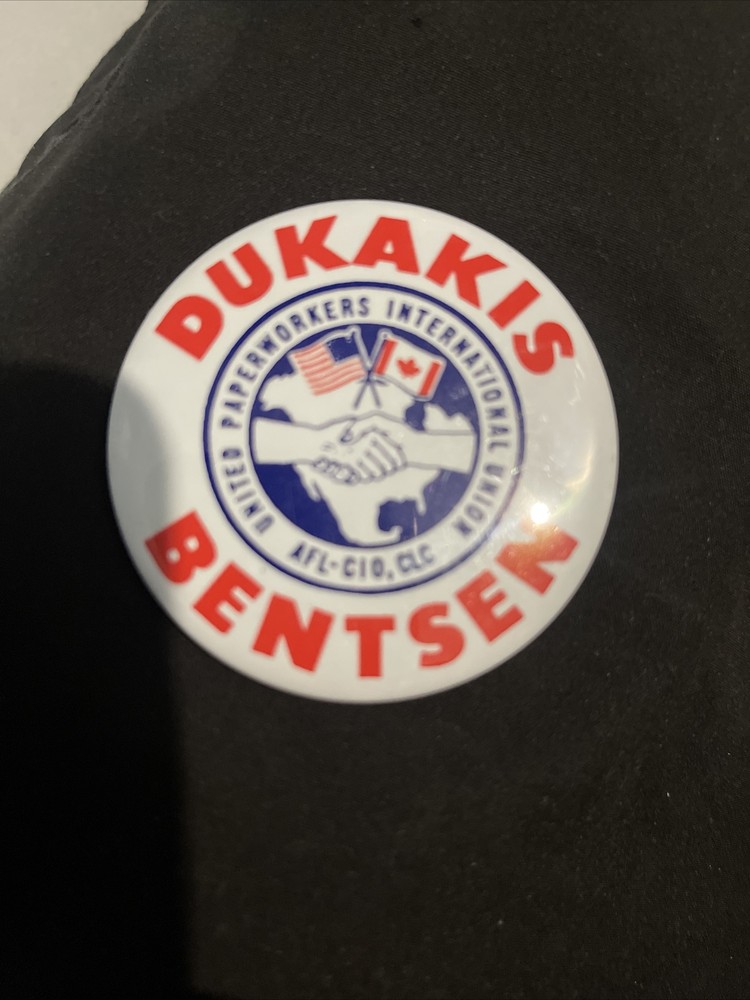 DUKAKIS
UNITED PAPERWORKERS INTERNATIONAL UNION
AFL-CIO, CLC
BENTSEN